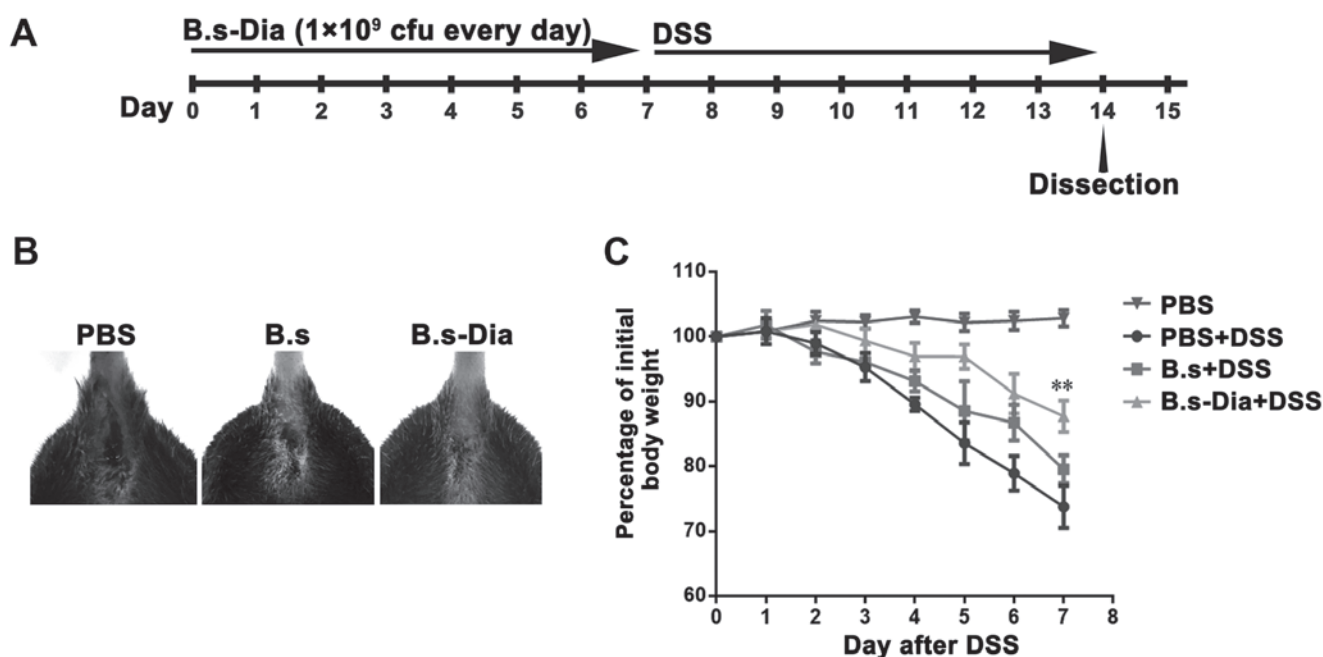 A
B.s-Dia (1×10⁹ cfu every day)
DSS
Day 0 1 2 3 4 5 6 7 8 9 10 11 12 13 14 15
Dissection
B
PBS B.s B.s-Dia
C
Percentage of initial
body weight
110
100
90
80
70
60
0 1 2 3 4 5 6 7 8
Day after DSS
**
PBS
PBS+DSS
B.s+DSS
B.s-Dia+DSS